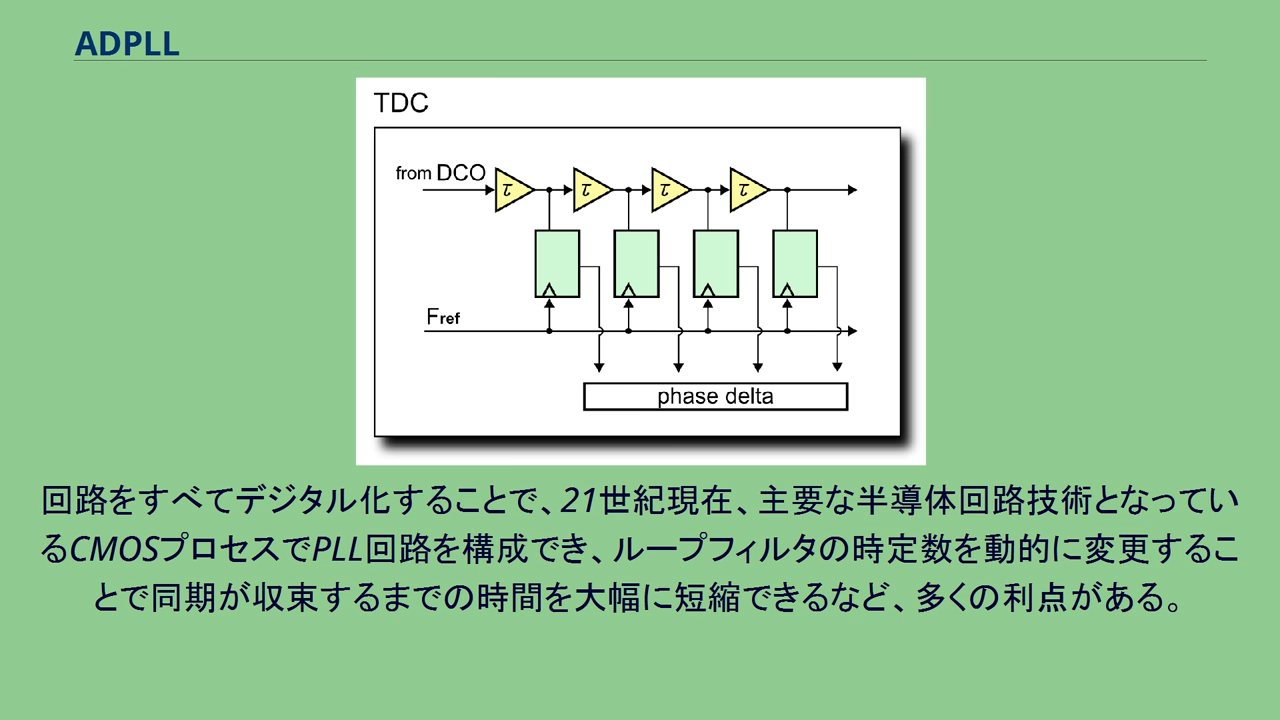 ADPLL
TDC
from DCO
τ τ τ τ
Fref
phase delta
回路をすべてデジタル化することで、21世紀現在、主要な半導体回路技術となってい
るCMOSプロセスでPLL回路を構成でき、ループフィルタの時定数を動的に変更するこ
とで同期が収束するまでの時間を大幅に短縮できるなど、多くの利点がある。